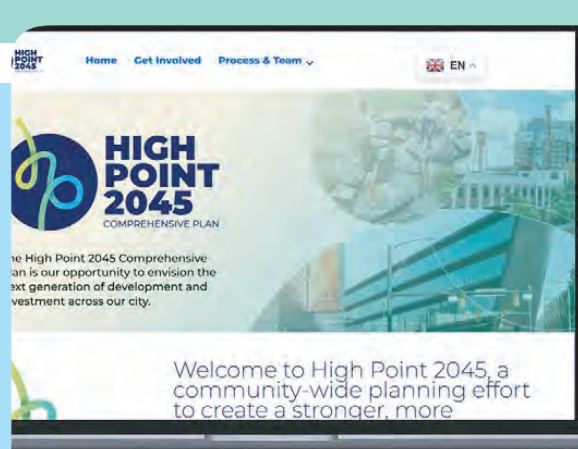 HIGH
POINT
2045
Home Get Involved Process & Team
EN
HIGH
POINT
2045
COMPREHENSIVE PLAN
he High Point 2045 Comprehensive
an is our opportunity to envision the
ext generation of development and
vestment across our city.
Welcome to High Point 2045, a
community-wide planning effort
to create a stronger, more